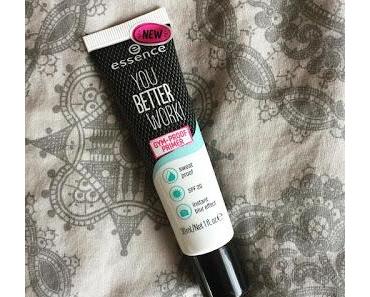 NEW
essence
YOU
BETTER
WORK!
GYM-PROOF
PRIMER
sweat
proof
SPF 20
instant
blur effect
30ml/Net 1 fl.oz℮